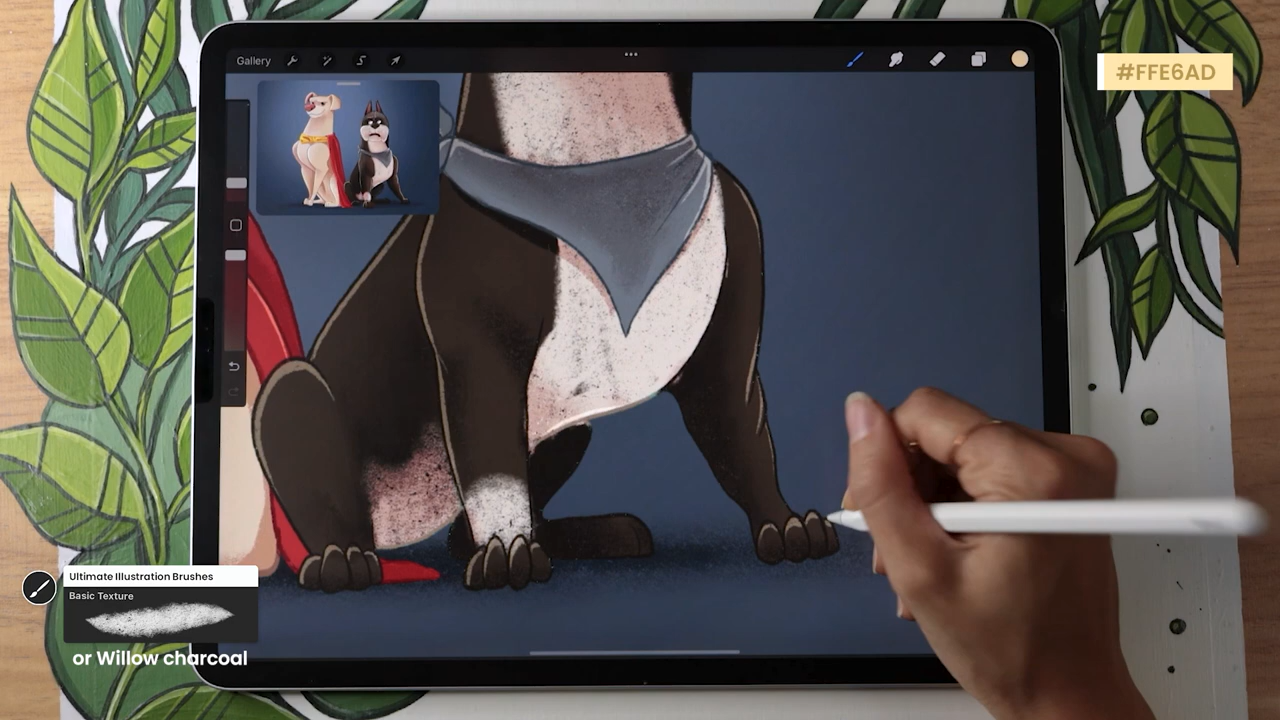 Gallery
#FFE6AD
Ultimate Illustration Brushes
Basic Texture
or Willow charcoal